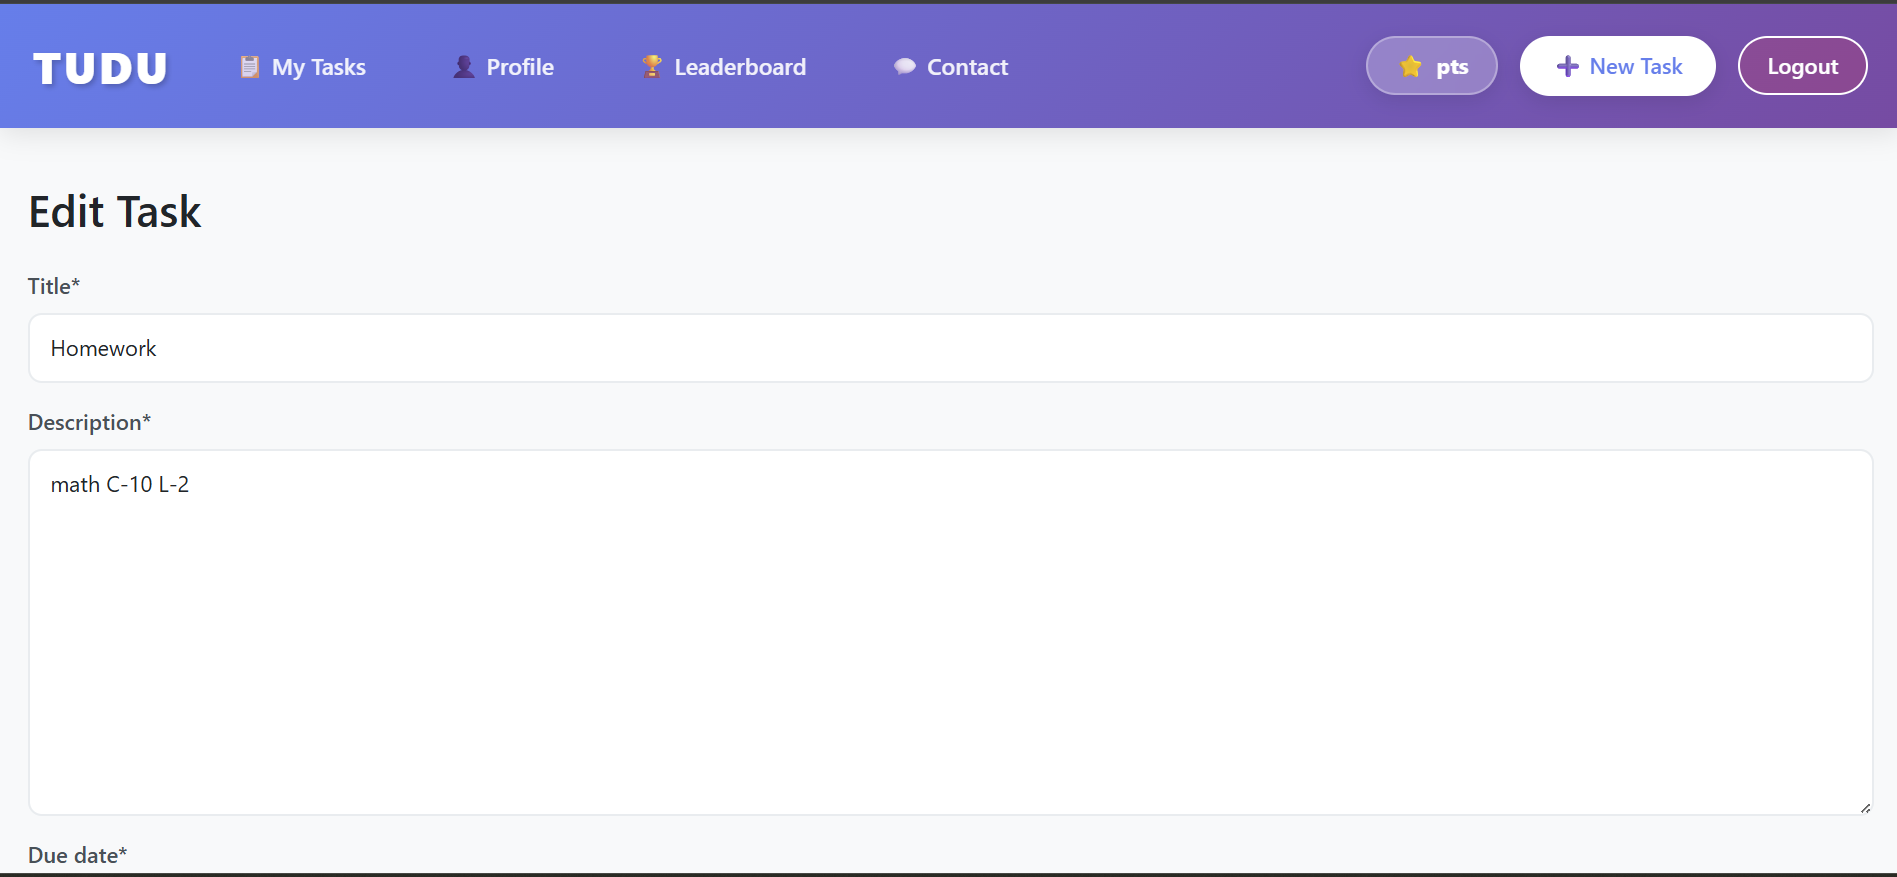 TUDU
My Tasks
Profile
Leaderboard
Contact
pts
New Task
Logout
Edit Task
Title*
Homework
Description*
math C-10 L-2
Due date*